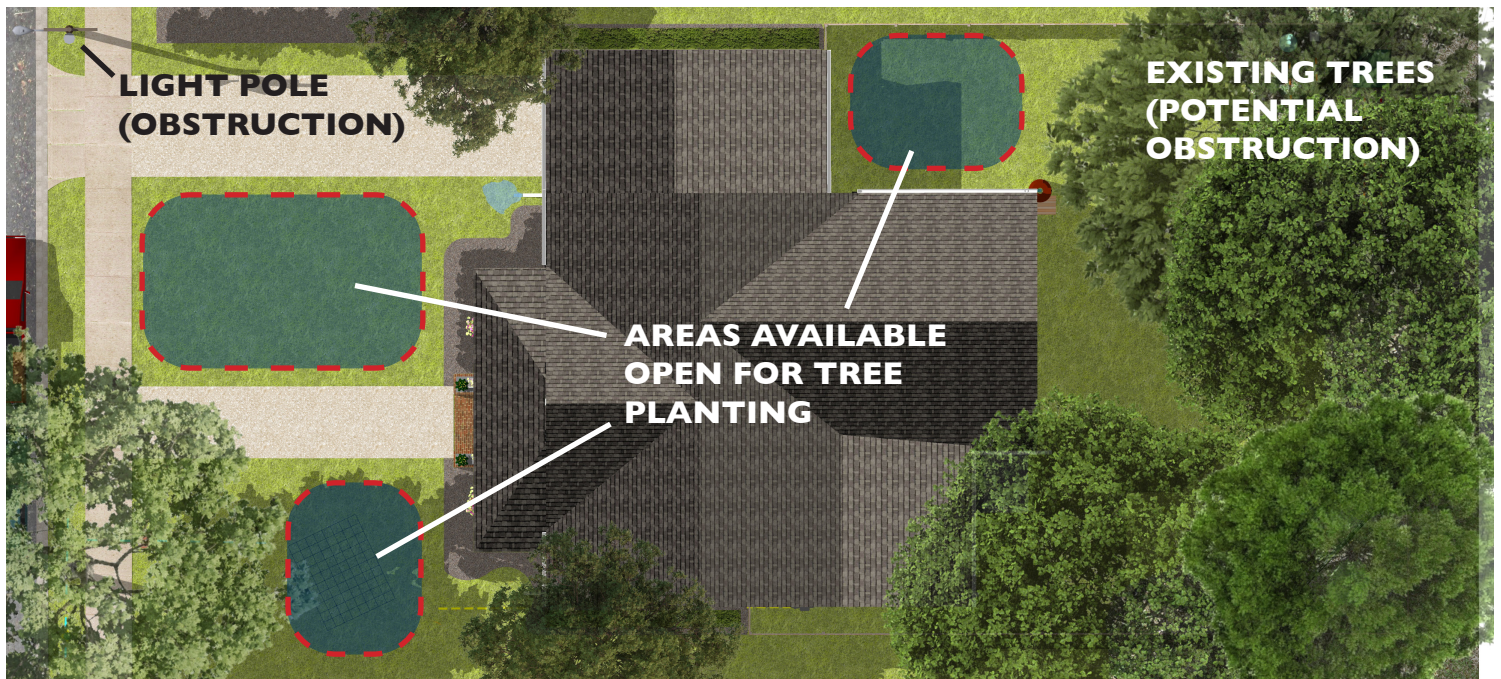 LIGHT POLE
(OBSTRUCTION)
EXISTING TREES
(POTENTIAL
OBSTRUCTION)
AREAS AVAILABLE
OPEN FOR TREE
PLANTING